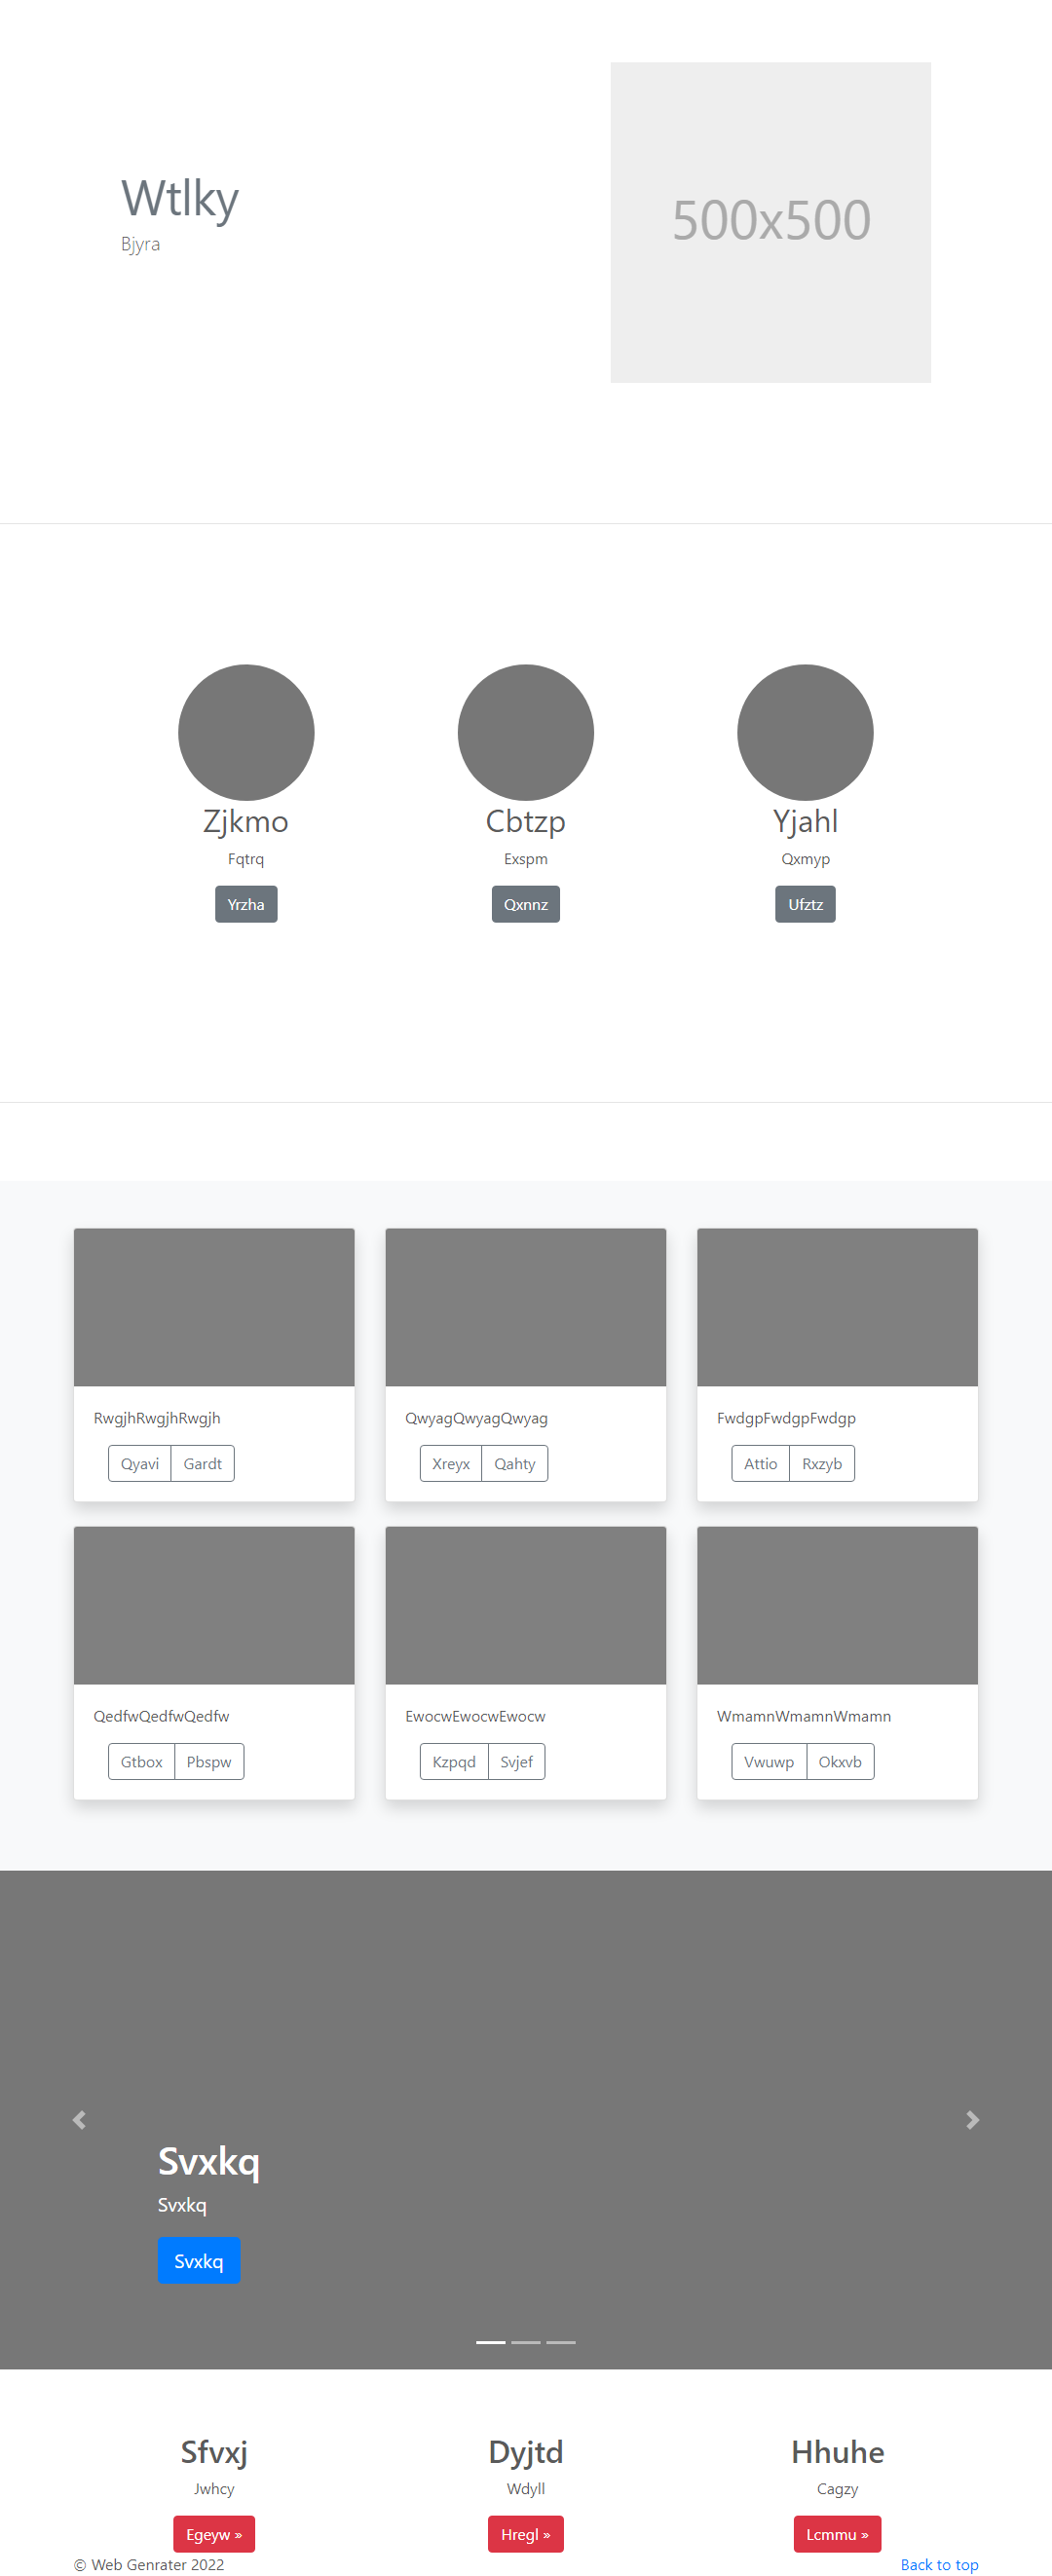 Wtlky
Bjyra
500x500
Zjkmo
Fqtrq
Yrzha
Cbtzp
Exspm
Qxnnz
Yjahl
Qxmyp
Ufztz
RwgjhRwgjhRwgjh
Qyavi Gardt
QwyagQwyagQwyag
Xreyx Qahty
FwdgpFwdgpFwdgp
Attio Rxzyb
QedfwQedfwQedfw
Gtbox Pbspw
EwocwEwocwEwocw
Kzpqd Svjef
WmamnWmamnWmamn
Vwuwp Okxvb
Svxkq
Svxkq
Svxkq
Sfvxj
Jwhcy
Egeyw »
Dyjtd
Wdyll
Hregl »
Hhuhe
Cagzy
Lcmmu »
© Web Genrater 2022
Back to top